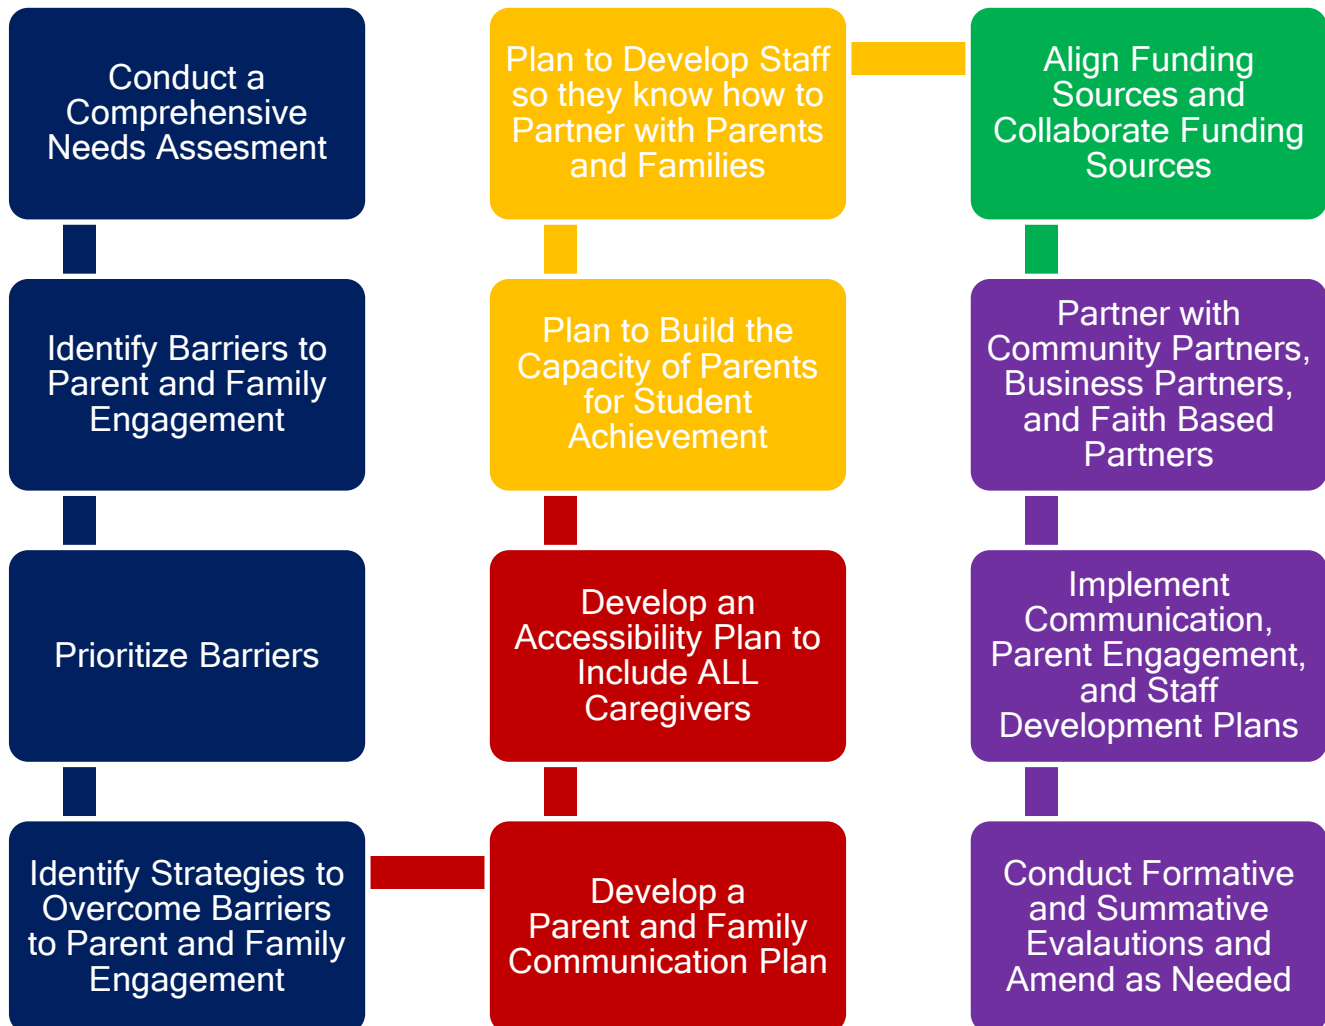 Conduct a
Comprehensive
Needs Assesment
Identify Barriers to
Parent and Family
Engagement
Prioritize Barriers
Identify Strategies to
Overcome Barriers
to Parent and Family
Engagement
Develop a
Parent and Family
Communication Plan
Develop an
Accessibility Plan to
Include ALL
Caregivers
Plan to Build the
Capacity of Parents
for Student
Achievement
Plan to Develop Staff
so they know how to
Partner with Parents
and Families
Align Funding
Sources and
Collaborate Funding
Sources
Partner with
Community Partners,
Business Partners,
and Faith Based
Partners
Implement
Communication,
Parent Engagement,
and Staff
Development Plans
Conduct Formative
and Summative
Evalautions and
Amend as Needed